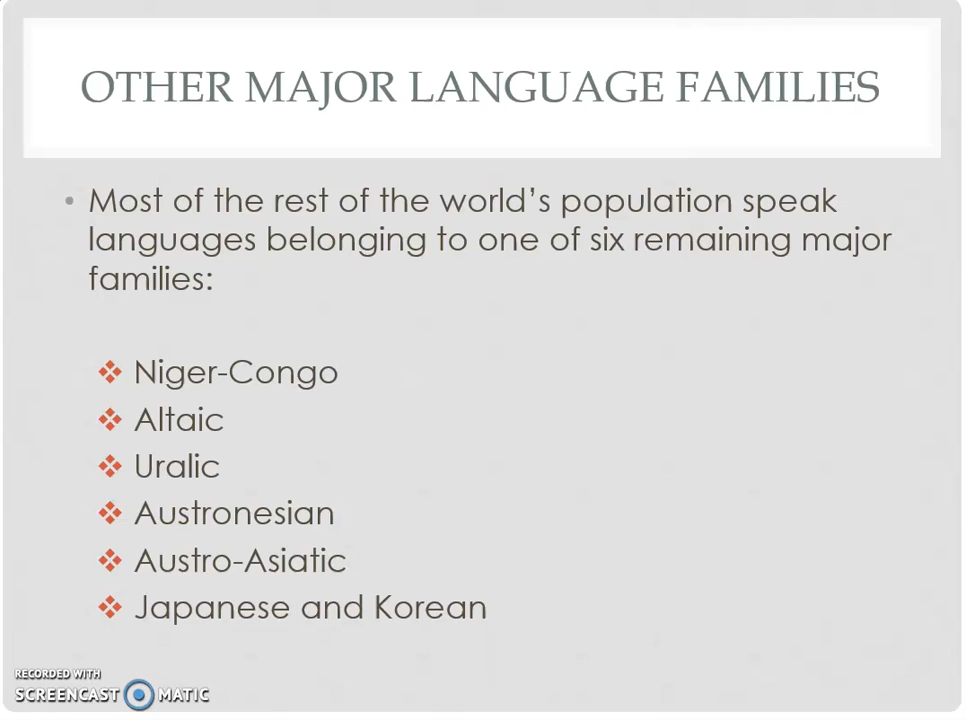 OTHER MAJOR LANGUAGE FAMILIES
• Most of the rest of the world’s population speak
languages belonging to one of six remaining major
families:
❖ Niger-Congo
❖ Altaic
❖ Uralic
❖ Austronesian
❖ Austro-Asiatic
❖ Japanese and Korean
RECORDED WITH
SCREENCAST MATIC